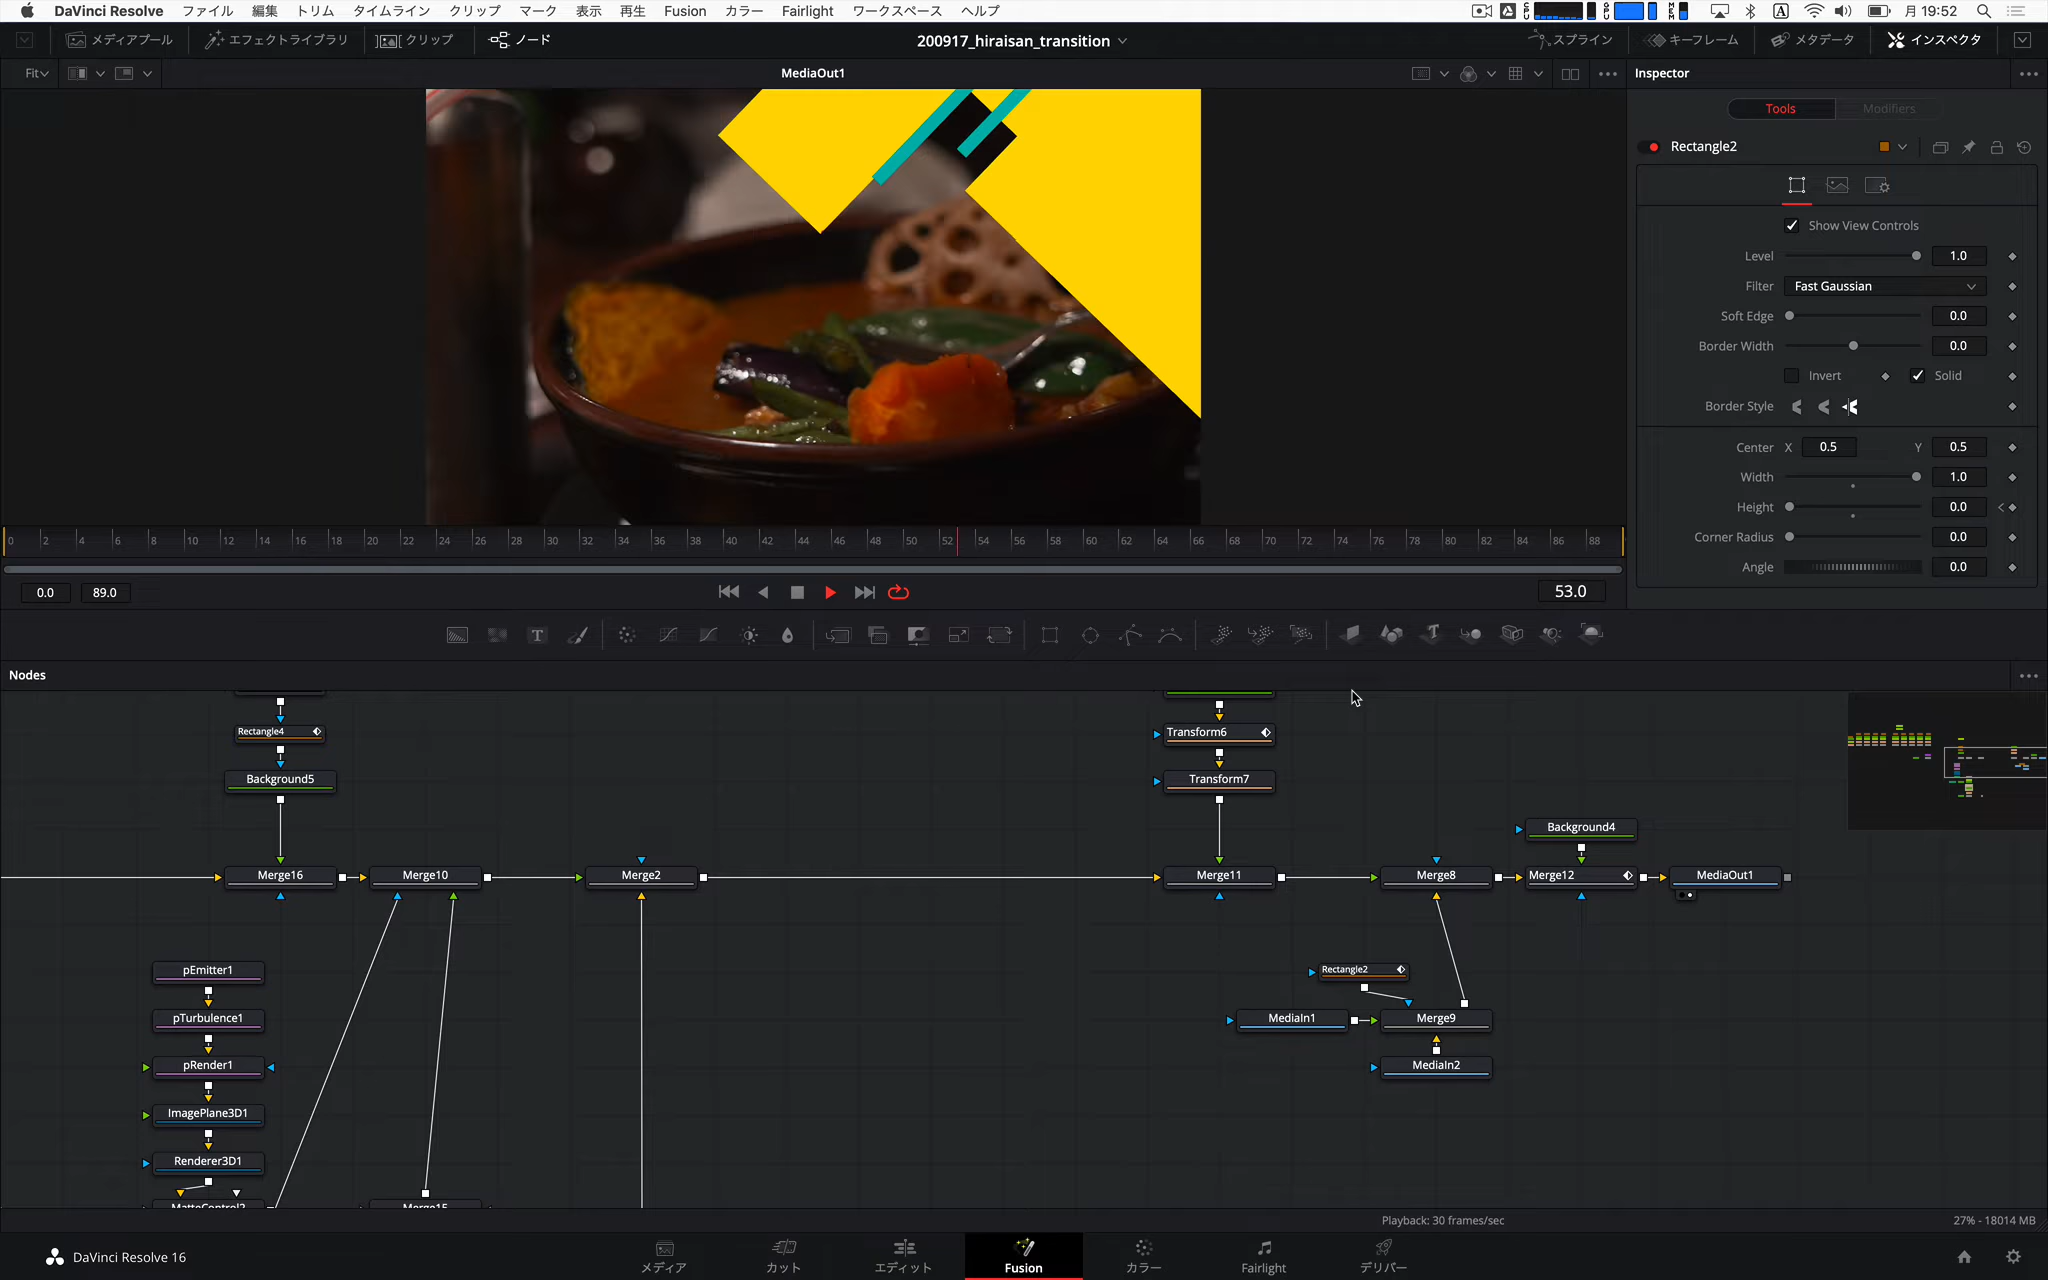 DaVinci Resolve ファイル 編集 トリム タイムライン クリップ マーク 表示 再生 Fusion カラー Fairlight ワークスペース ヘルプ
A
月 19:52
メディアプール エフェクトライブラリ クリップ ノード
200917_hiraisan_transition
スプライン キーフレーム メタデータ インスペクタ
Fit
MediaOut1
Inspector
Tools Modifiers
Rectangle2
Show View Controls
Level 1.0
Filter Fast Gaussian
Soft Edge 0.0
Border Width 0.0
Invert Solid
Border Style
Center X 0.5 Y 0.5
Width 1.0
Height 0.0
Corner Radius 0.0
Angle 0.0
0 2 4 6 8 10 12 14 16 18 20 22 24 26 28 30 32 34 36 38 40 42 44 46 48 50 52 54 56 58 60 62 64 66 68 70 72 74 76 78 80 82 84 86 88
0.0 89.0
53.0
T
T
Nodes
Rectangle4
Background5
Merge16
Merge10
Merge2
Transform6
Transform7
Merge11
Merge8
Background4
Merge12
MediaOut1
pEmitter1
pTurbulence1
pRender1
ImagePlane3D1
Renderer3D1
MatteControl2
Merge15
Rectangle2
MediaIn1
Merge9
MediaIn2
Playback: 30 frames/sec
27% - 18014 MB
DaVinci Resolve 16
メディア カット エディット Fusion カラー Fairlight デリバー